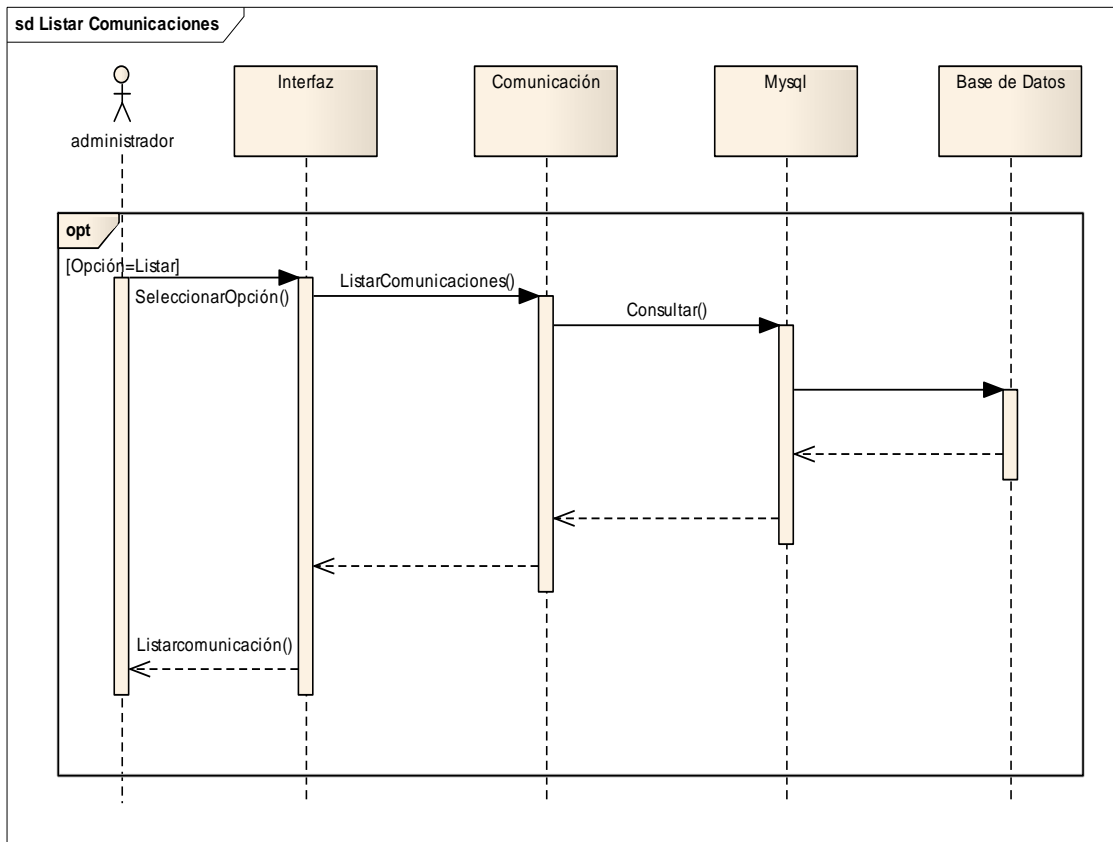 sd Listar Comunicaciones
administrador
Interfaz
Comunicación
Mysql
Base de Datos
opt
[Opción=Listar]
SeleccionarOpción()
ListarComunicaciones()
Consultar()
Listarcomunicación()